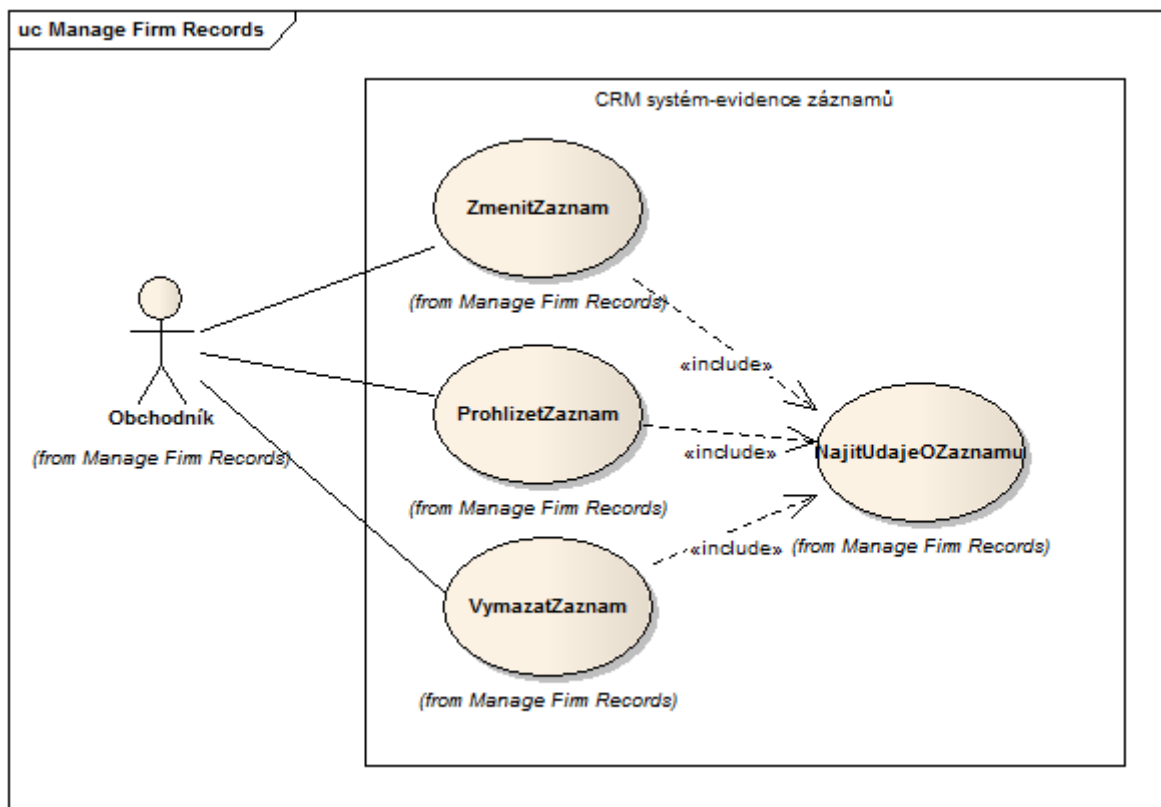 uc Manage Firm Records
CRM systém-evidence záznamů
ZmenitZaznam
(from Manage Firm Records)
«include»
Obchodník
(from Manage Firm Records)
ProhlizetZaznam
(from Manage Firm Records)
«include»
NajitUdajeOZaznamu
(from Manage Firm Records)
«include»
VymazatZaznam
(from Manage Firm Records)